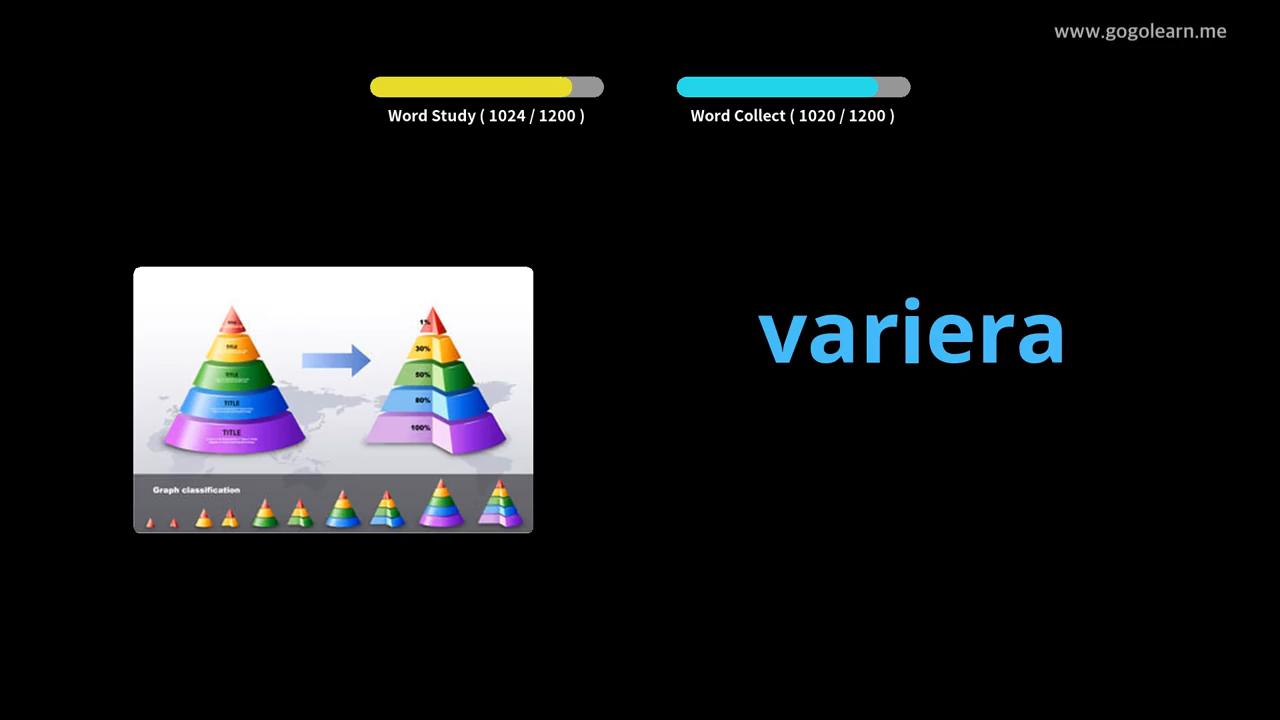 www.gogolearn.me
Word Study ( 1024 / 1200 )
Word Collect ( 1020 / 1200 )
variera
1%
30%
TITLE
50%
TITLE
80%
TITLE
100%
TITLE
Graph classification